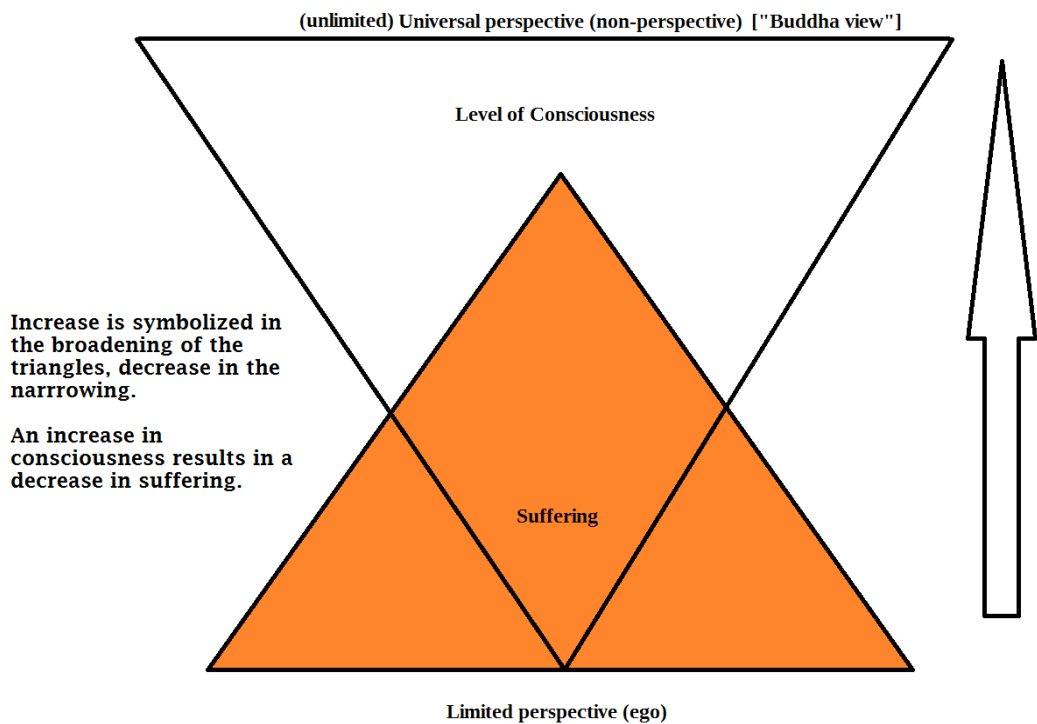 (unlimited) Universal perspective (non-perspective) ["Buddha view"]
Level of Consciousness
Increase is symbolized in
the broadening of the
triangles, decrease in the
narrrowing.
An increase in
consciousness results in a
decrease in suffering.
Suffering
Limited perspective (ego)